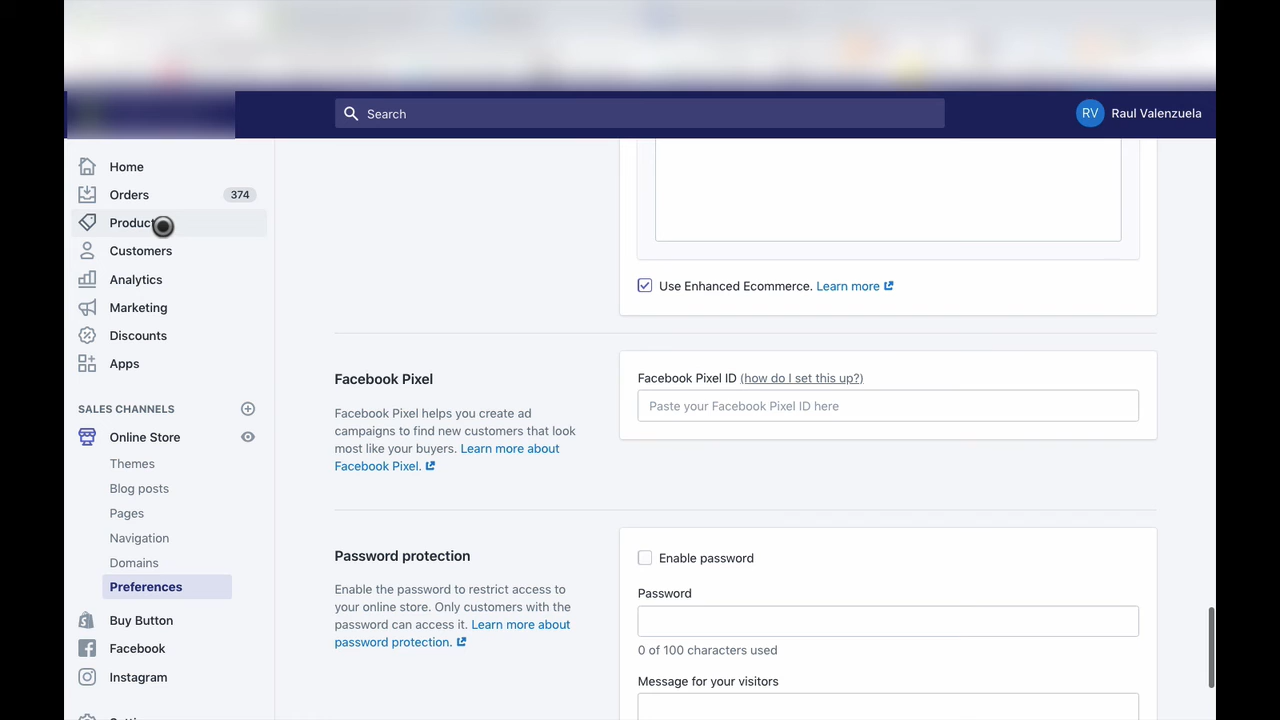 Search
RV
Raul Valenzuela
Home
Orders
374
Product
Customers
Analytics
Marketing
Discounts
Apps
SALES CHANNELS
Online Store
Themes
Blog posts
Pages
Navigation
Domains
Preferences
Buy Button
Facebook
Instagram
Use Enhanced Ecommerce. Learn more
Facebook Pixel
Facebook Pixel helps you create ad
campaigns to find new customers that look
most like your buyers. Learn more about
Facebook Pixel.
Facebook Pixel ID (how do I set this up?)
Paste your Facebook Pixel ID here
Password protection
Enable the password to restrict access to
your online store. Only customers with the
password can access it. Learn more about
password protection.
Enable password
Password
0 of 100 characters used
Message for your visitors